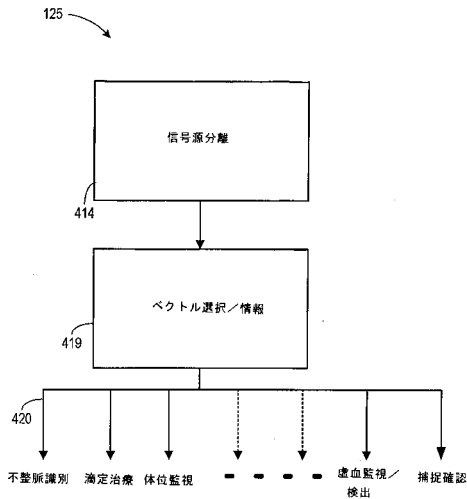 125
信号源分離
414
ベクトル選択／情報
419
420
不整脈識別
滴定治療
体位監視
虚血監視／
検出
捕捉確認